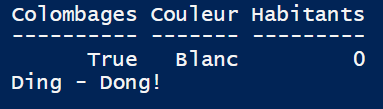 Colombages Couleur Habitants
---------- ------- ---------
True Blanc 0
Ding - Dong!